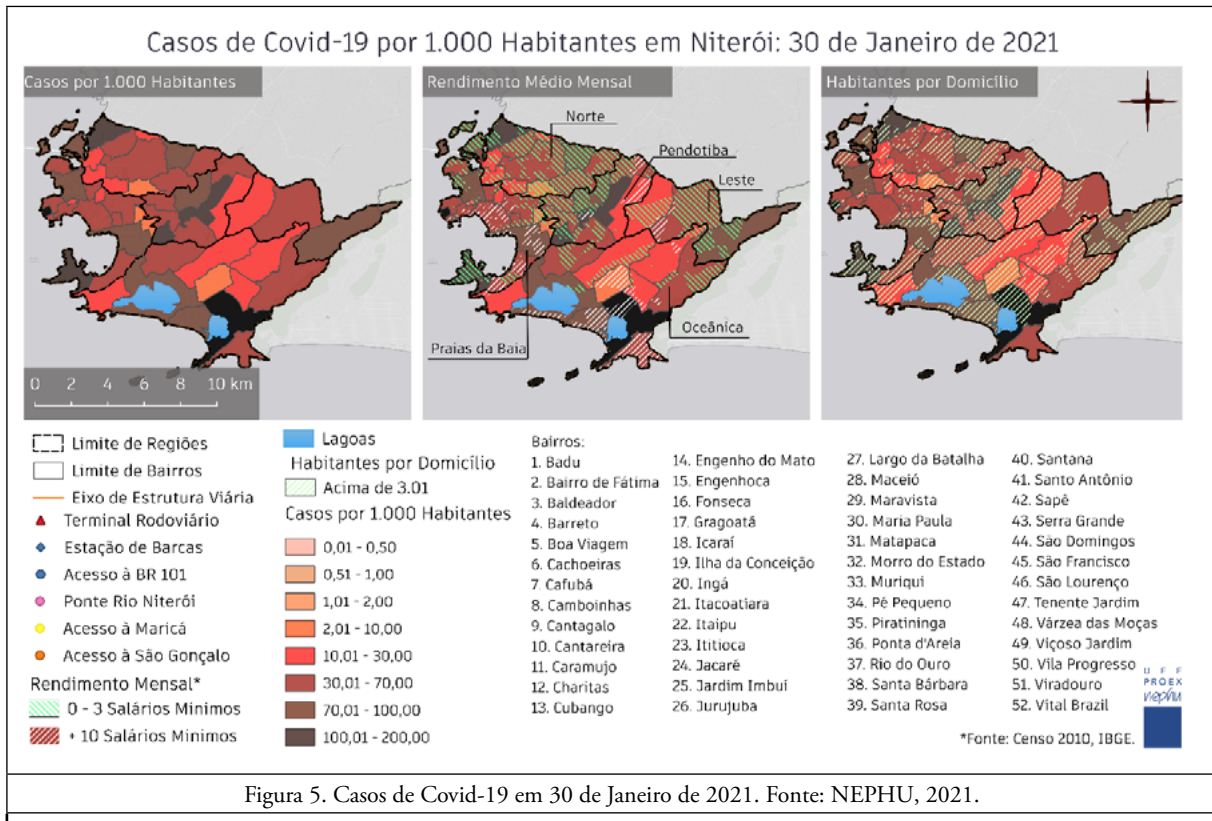 Casos de Covid-19 por 1.000 Habitantes em Niterói: 30 de Janeiro de 2021
Casos por 1.000 Habitantes
Rendimento Médio Mensal
Habitantes por Domicílio
Norte
Pendotiba
Leste
Oceânica
Praias da Baia
0 2 4 6 8 10 km
Limite de Regiões
Limite de Bairros
Eixo de Estrutura Viária
Terminal Rodoviário
Estação de Barcas
Acesso à BR 101
Ponte Rio Niterói
Acesso à Maricá
Acesso à São Gonçalo
Rendimento Mensal*
0 - 3 Salários Minimos
+ 10 Salários Minimos
Lagoas
Habitantes por Domicílio
Acima de 3.01
Casos por 1.000 Habitantes
0,01 - 0,50
0,51 - 1,00
1,01 - 2,00
2,01 - 10,00
10,01 - 30,00
30,01 - 70,00
70,01 - 100,00
100,01 - 200,00
Bairros:
1. Badu
2. Bairro de Fátima
3. Baldeador
4. Barreto
5. Boa Viagem
6. Cachoeiras
7. Cafubá
8. Camboinhas
9. Cantagalo
10. Cantareira
11. Caramujo
12. Charitas
13. Cubango
14. Engenho do Mato
15. Engenhoca
16. Fonseca
17. Gragoatá
18. Icaraí
19. Ilha da Conceição
20. Ingá
21. Itacoatiara
22. Itaipu
23. Ititioca
24. Jacaré
25. Jardim Imbuí
26. Jurujuba
27. Largo da Batalha
28. Maceió
29. Maravista
30. Maria Paula
31. Matapaca
32. Morro do Estado
33. Muriqui
34. Pé Pequeno
35. Piratininga
36. Ponta d'Areia
37. Rio do Ouro
38. Santa Bárbara
39. Santa Rosa
40. Santana
41. Santo Antônio
42. Sapê
43. Serra Grande
44. São Domingos
45. São Francisco
46. São Lourenço
47. Tenente Jardim
48. Várzea das Moças
49. Viçoso Jardim
50. Vila Progresso
51. Viradouro
52. Vital Brazil
UFF
PROEX
nephu
*Fonte: Censo 2010, IBGE.
Figura 5. Casos de Covid-19 em 30 de Janeiro de 2021. Fonte: NEPHU, 2021.